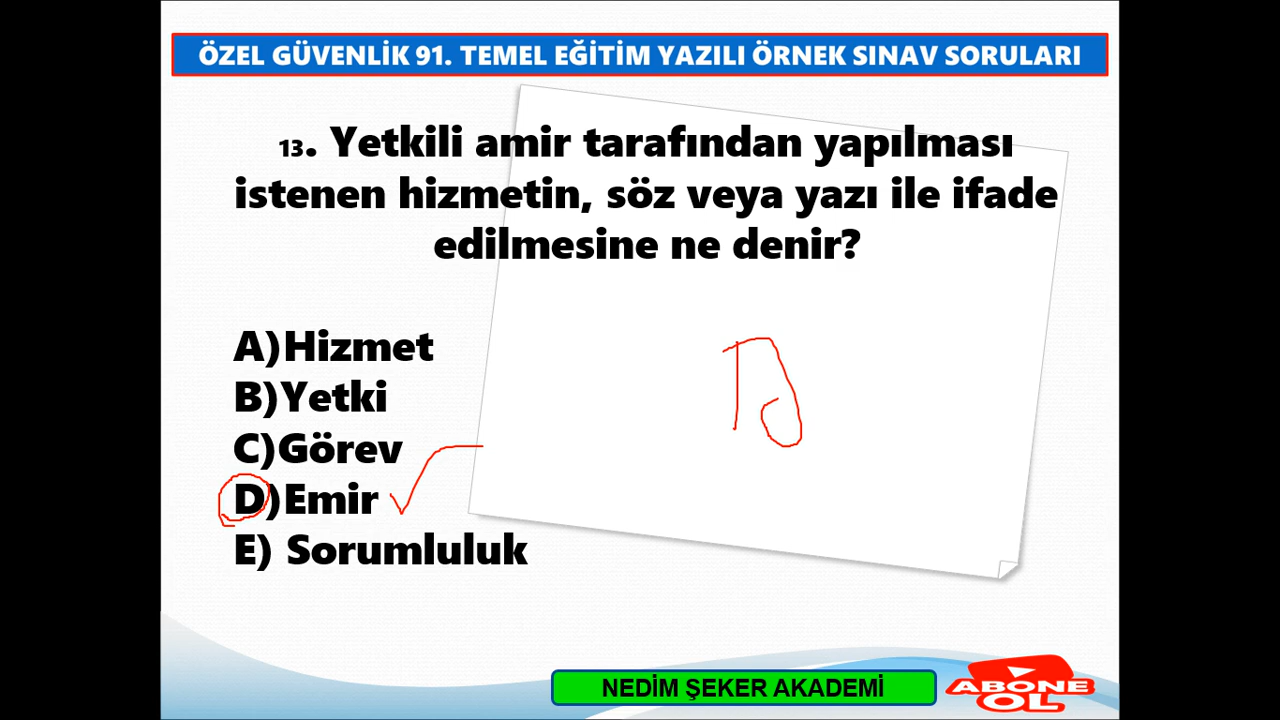 ÖZEL GÜVENLİK 91. TEMEL EĞİTİM YAZILI ÖRNEK SINAV SORULARI
13. Yetkili amir tarafından yapılması
istenen hizmetin, söz veya yazı ile ifade
edilmesine ne denir?
A)Hizmet
B)Yetki
C)Görev
D)Emir
E) Sorumluluk
NEDİM ŞEKER AKADEMİ
ABONE
OL